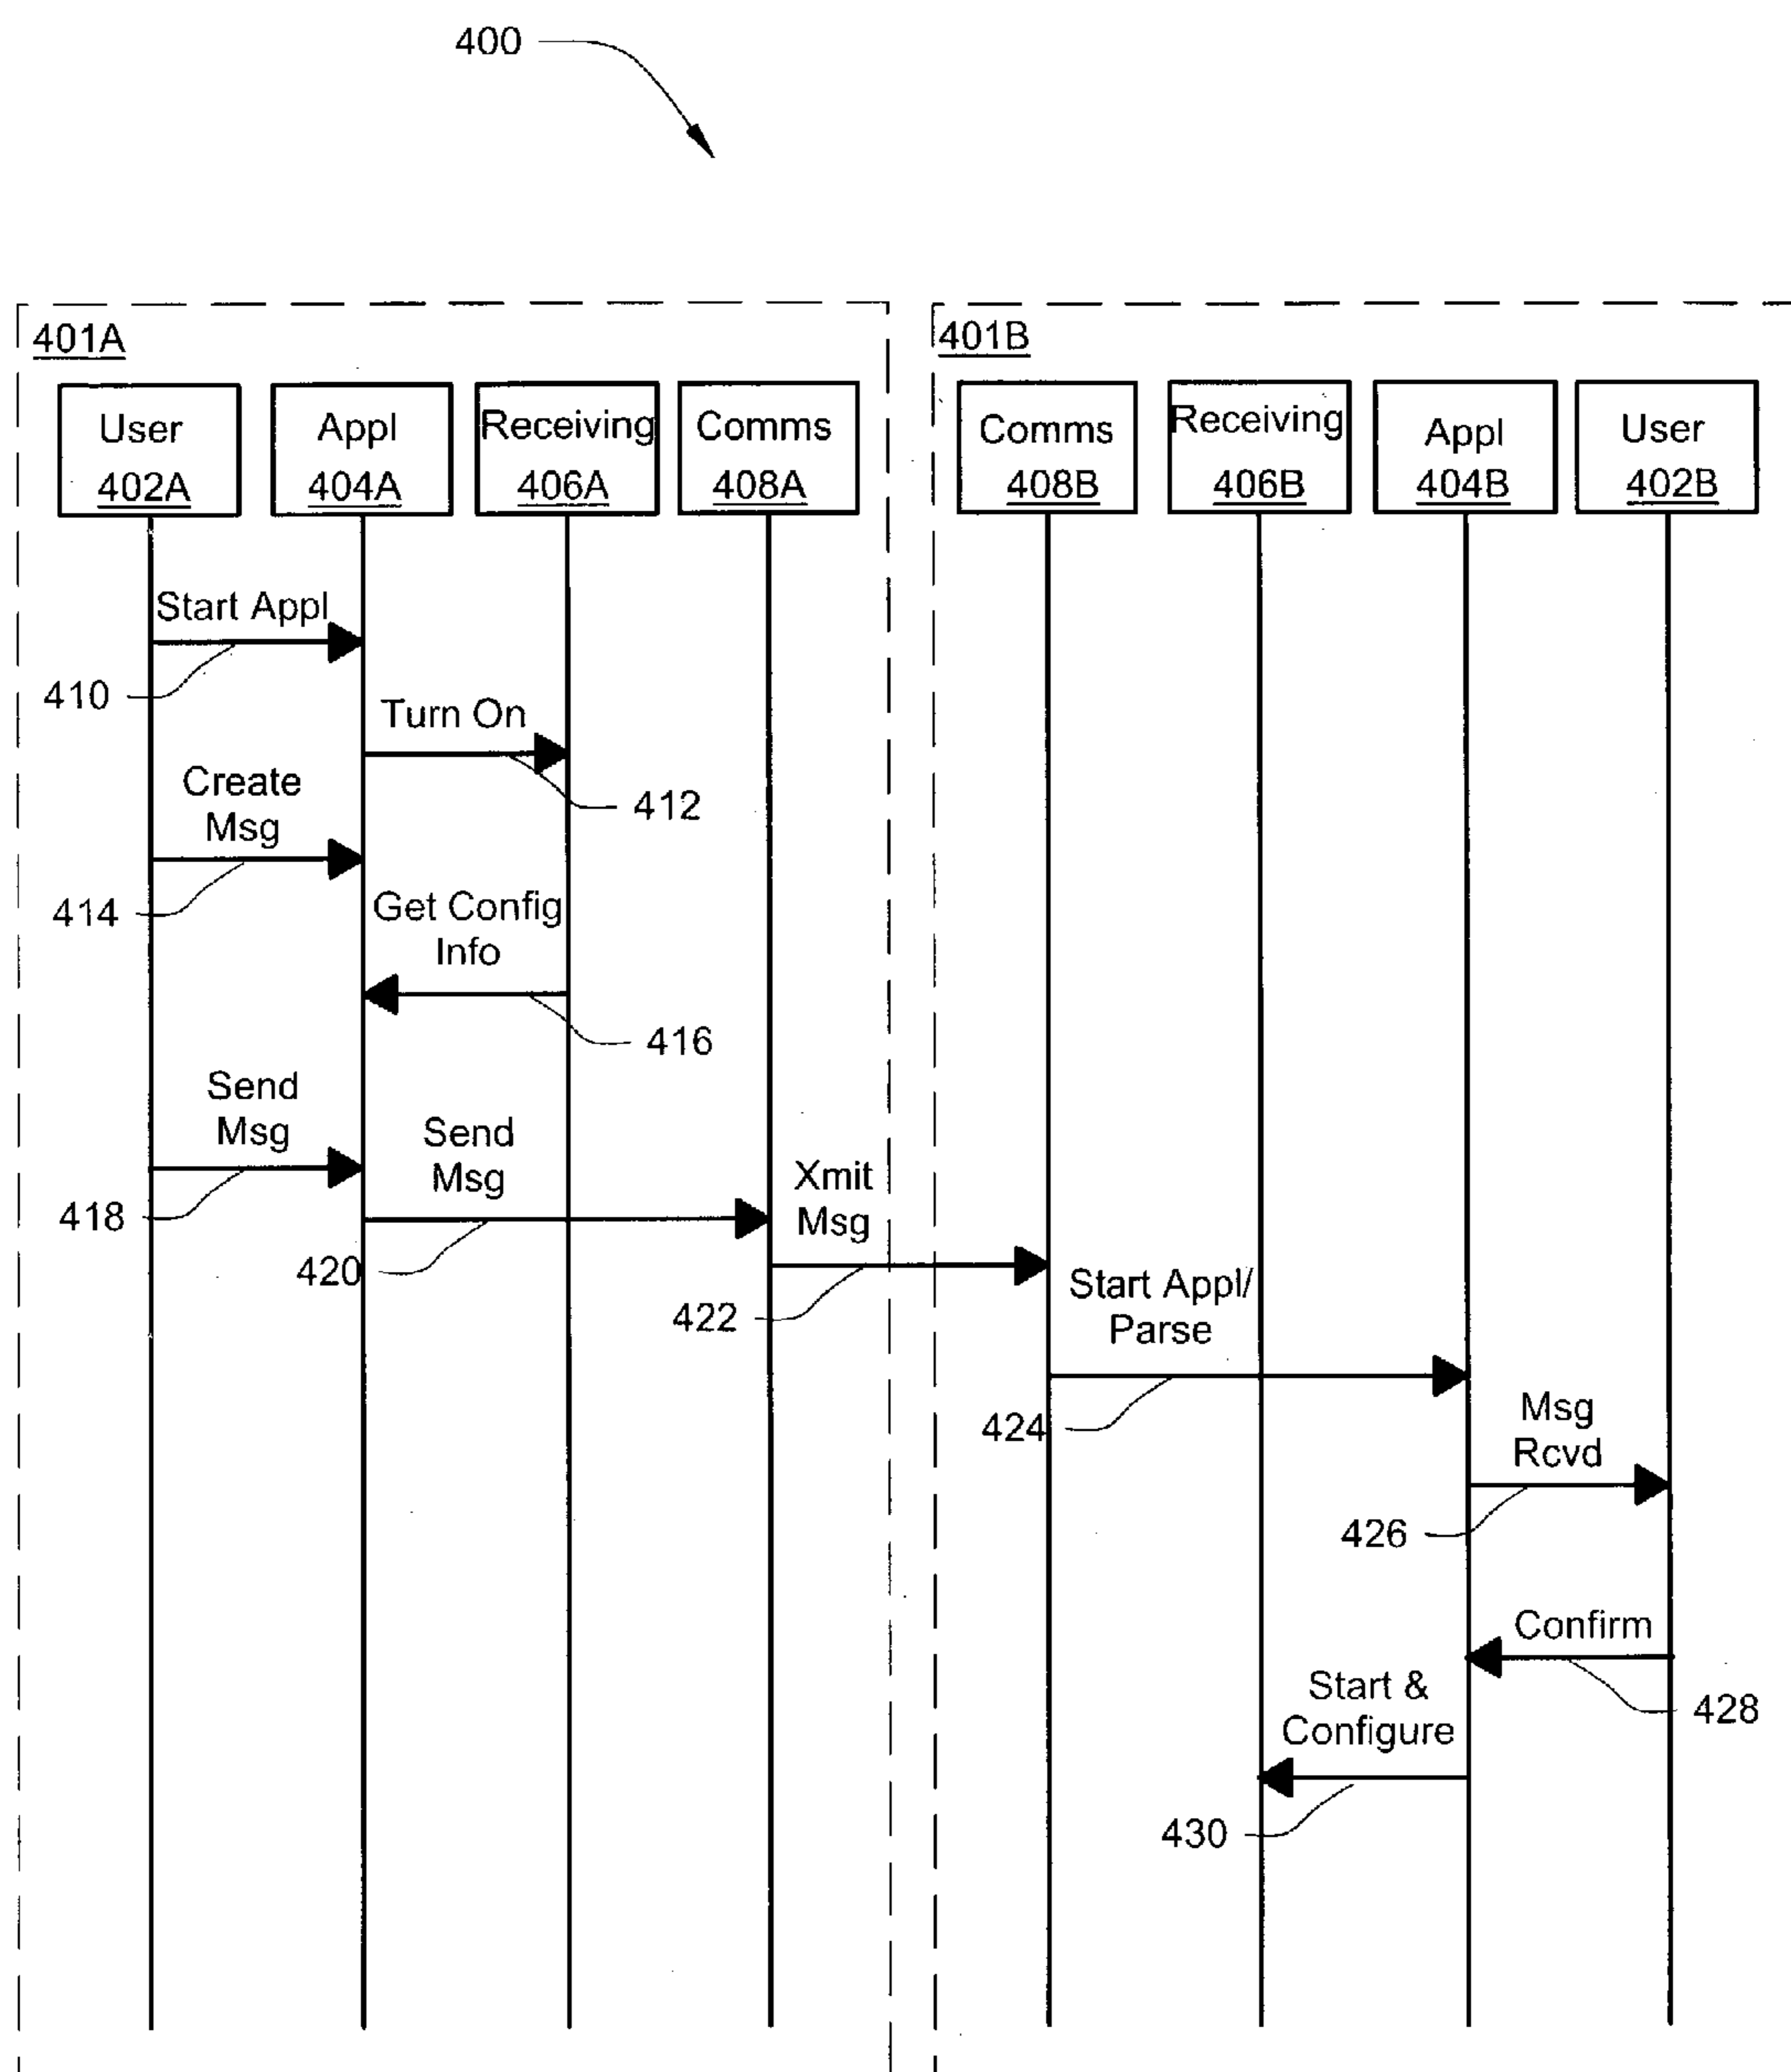 400
401A
401B
User
402A
Appl
404A
Receiving
406A
Comms
408A
Comms
408B
Receiving
406B
Appl
404B
User
402B
Start Appl
410
Turn On
412
Create
Msg
414
Get Config
Info
416
Send
Msg
418
Send
Msg
420
Xmit
Msg
422
Start Appl/
Parse
424
Msg
Rcvd
426
Confirm
428
Start &
Configure
430